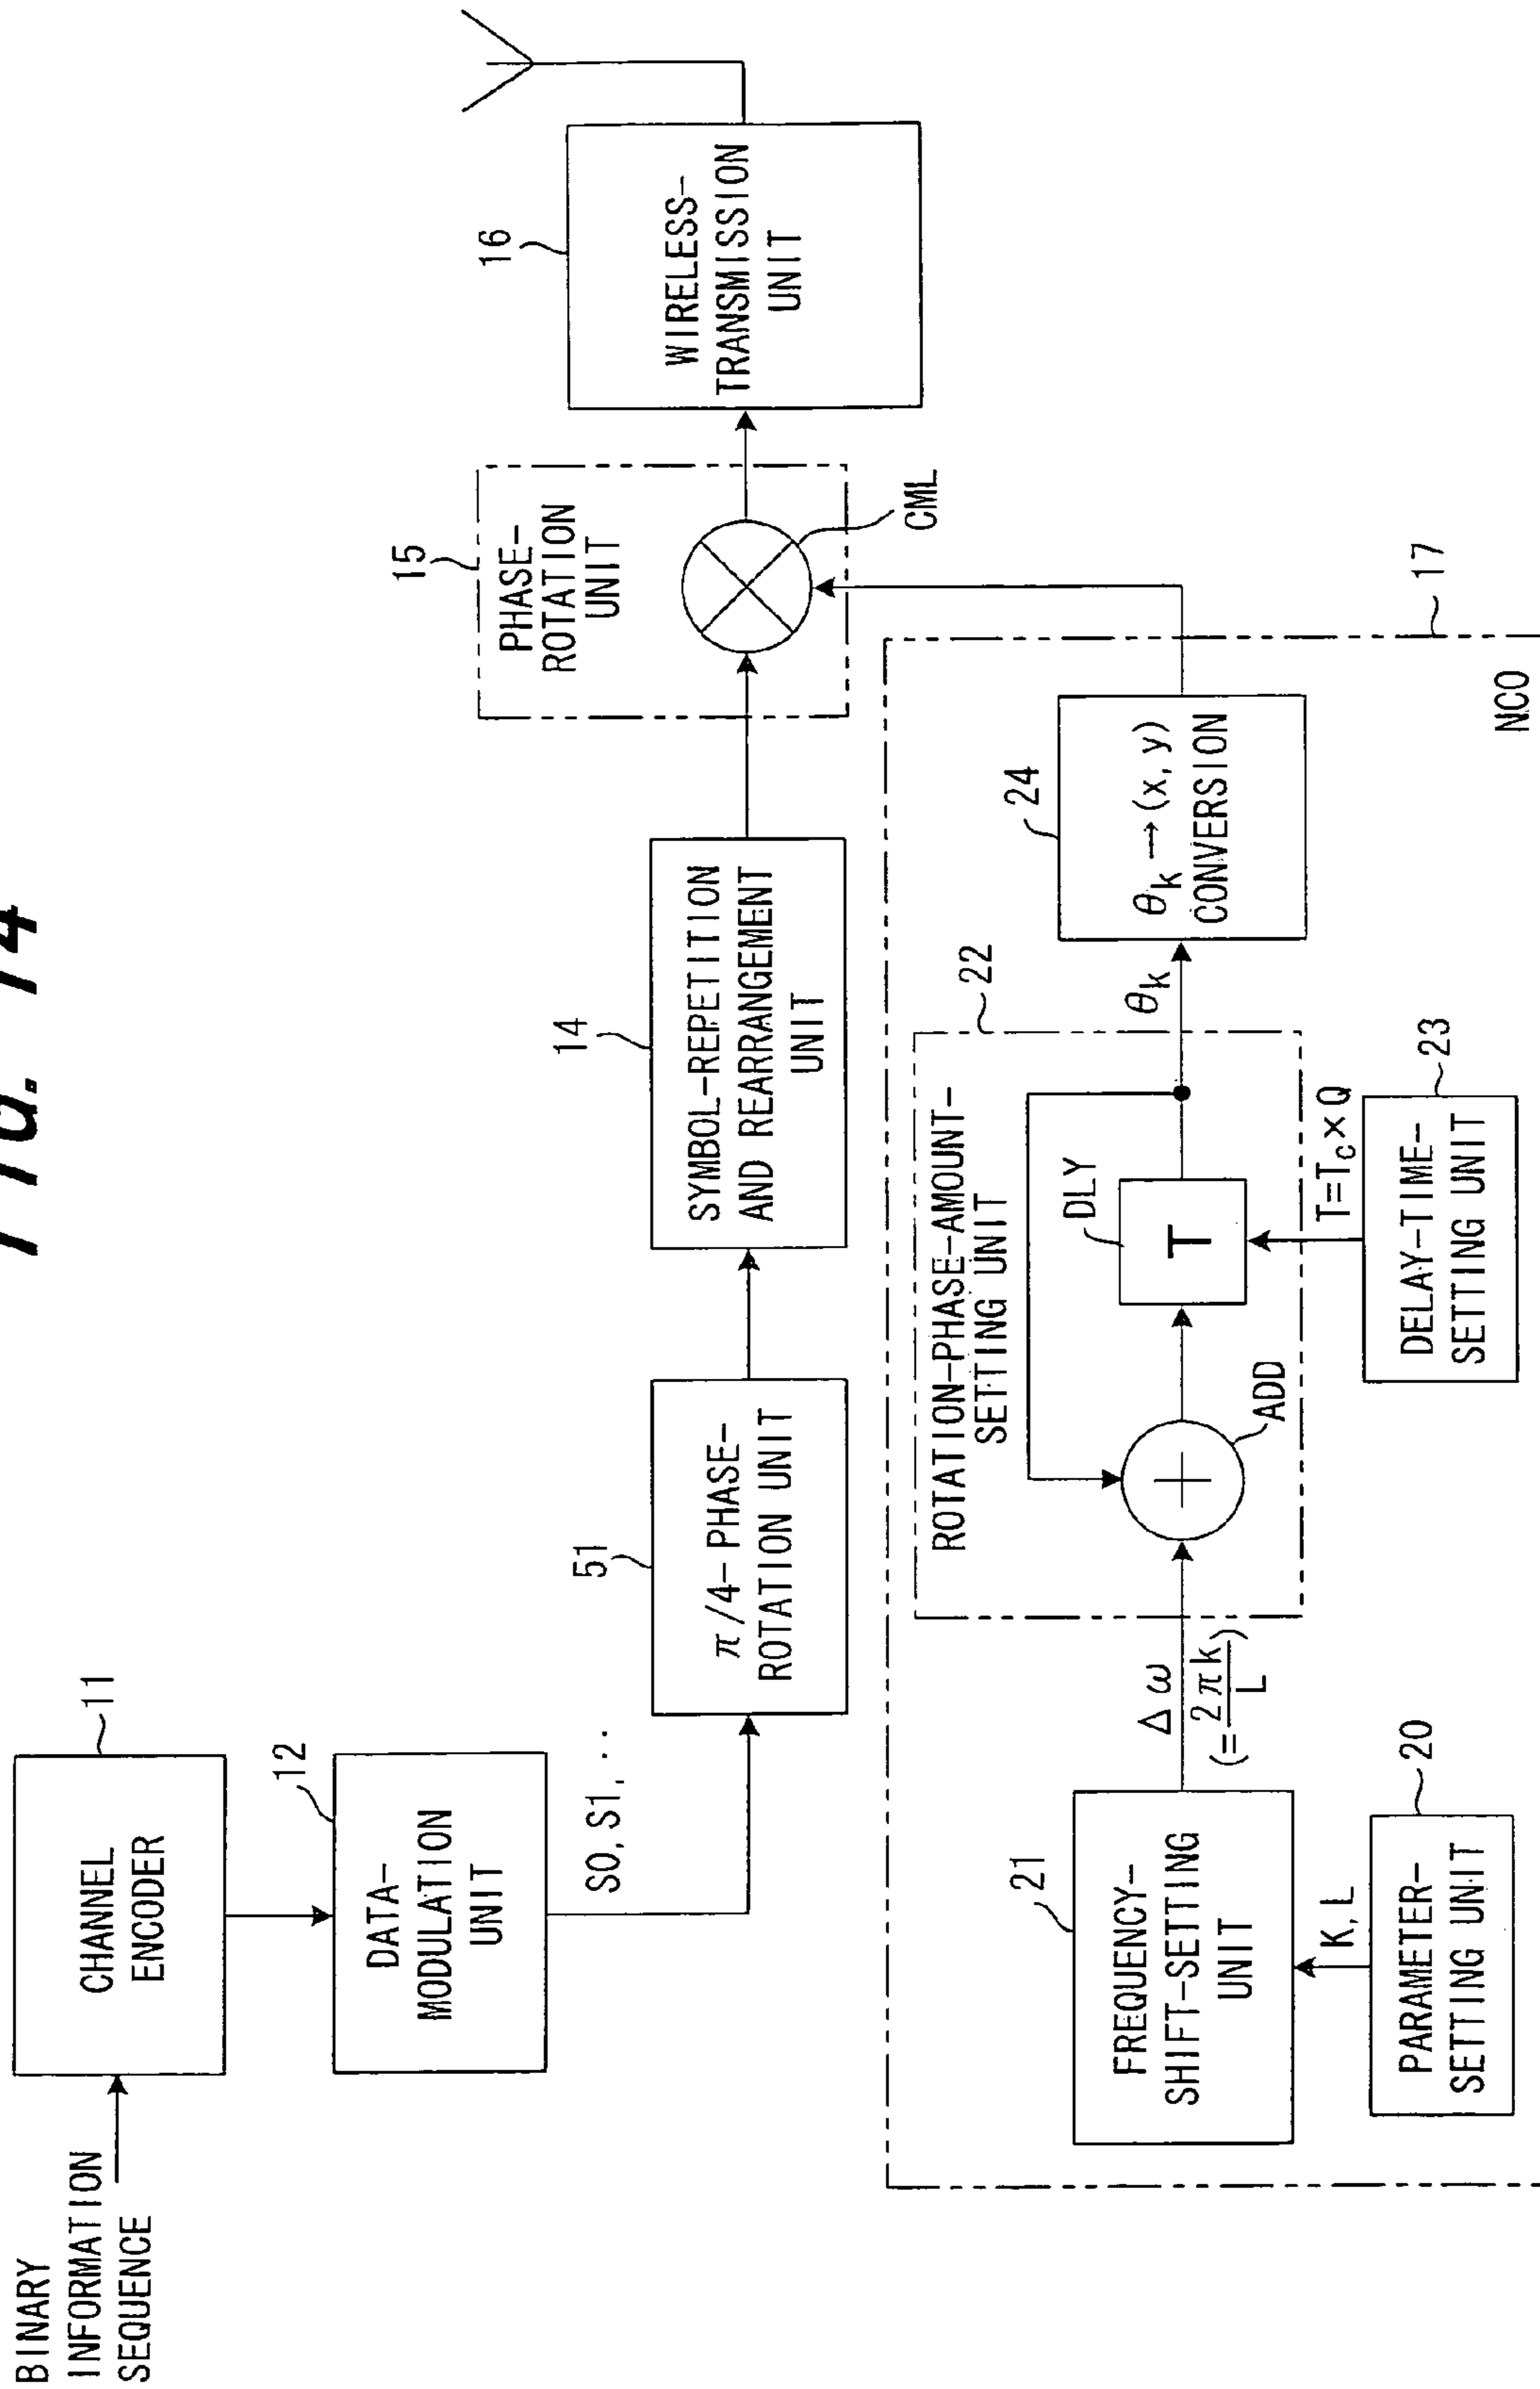 FIG. 14
BINARY
INFORMATION
SEQUENCE
11
CHANNEL
ENCODER
12
DATA-
MODULATION
UNIT
S0, S1, ..
51
π/4-PHASE-
ROTATION UNIT
14
SYMBOL-REPETITION
AND REARRANGEMENT
UNIT
15
PHASE-
ROTATION
UNIT
CML
16
WIRELESS-
TRANSMISSION
UNIT
17
NCO
21
FREQUENCY-
SHIFT-SETTING
UNIT
K, L
20
PARAMETER-
SETTING UNIT
Δω
(=2πk/L)
22
ROTATION-PHASE-AMOUNT-
SETTING UNIT
ADD
DLY
T
T=Tc×Q
23
DELAY-TIME-
SETTING UNIT
θk
24
θk→(x, y)
CONVERSION